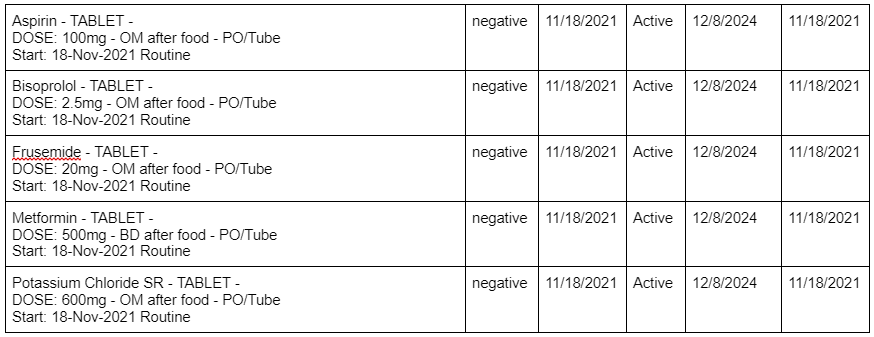 Aspirin - TABLET - negative 11/18/2021 Active 12/8/2024 11/18/2021
DOSE: 100mg - OM after food - PO/Tube
Start: 18-Nov-2021 Routine
Bisoprolol - TABLET - negative 11/18/2021 Active 12/8/2024 11/18/2021
DOSE: 2.5mg - OM after food - PO/Tube
Start: 18-Nov-2021 Routine
Frusemide - TABLET - negative 11/18/2021 Active 12/8/2024 11/18/2021
DOSE: 20mg - OM after food - PO/Tube
Start: 18-Nov-2021 Routine
Metformin - TABLET - negative 11/18/2021 Active 12/8/2024 11/18/2021
DOSE: 500mg - BD after food - PO/Tube
Start: 18-Nov-2021 Routine
Potassium Chloride SR - TABLET - negative 11/18/2021 Active 12/8/2024 11/18/2021
DOSE: 600mg - OM after food - PO/Tube
Start: 18-Nov-2021 Routine